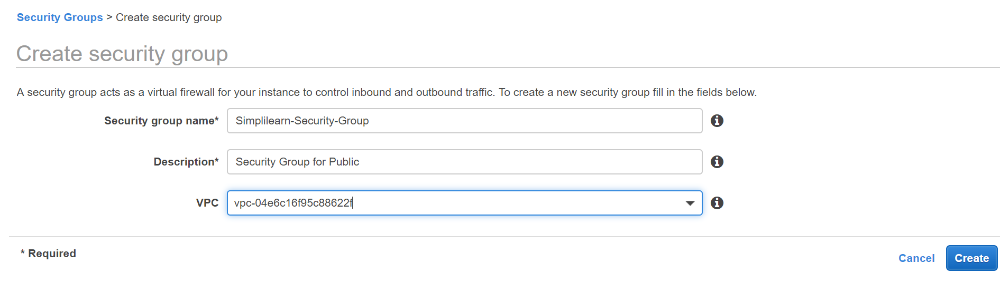 Security Groups > Create security group
Create security group
A security group acts as a virtual firewall for your instance to control inbound and outbound traffic. To create a new security group fill in the fields below.
Security group name* Simplilearn-Security-Group
Description* Security Group for Public
VPC vpc-04e6c16f95c88622f
* Required
Cancel Create